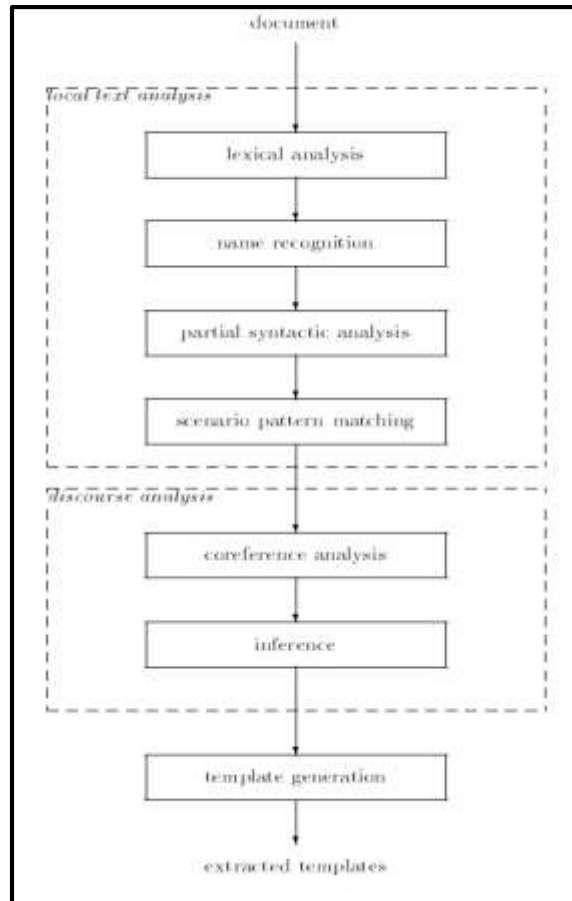 document
local text analysis
lexical analysis
name recognition
partial syntactic analysis
scenario pattern matching
discourse analysis
coreference analysis
inference
template generation
extracted templates